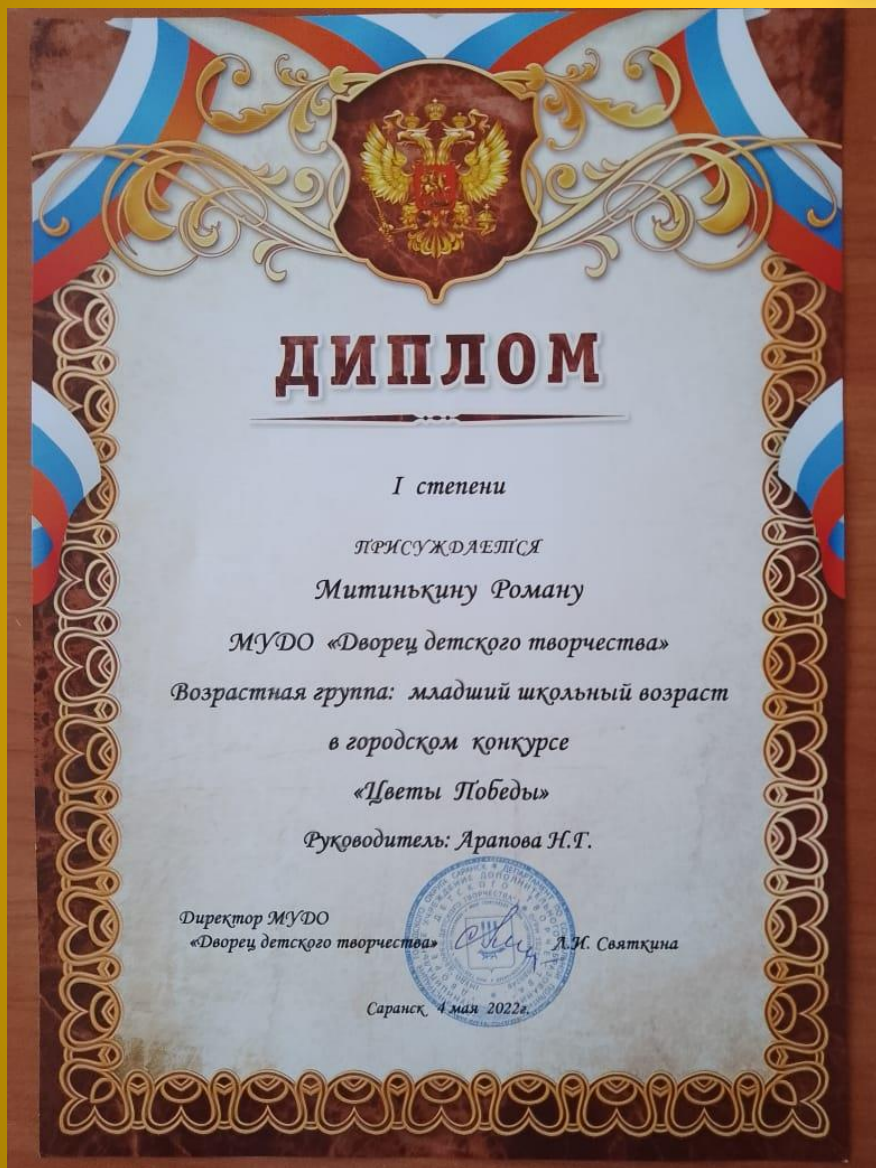 ДИПЛОМ
I степени
ПРИСУЖДАЕТСЯ
Митинькину Роману
МУДО «Дворец детского творчества»
Возрастная группа: младший школьный возраст
в городском конкурсе
«Цветы Победы»
Руководитель: Арапова Н.Г.
Директор МУДО
«Дворец детского творчества» Л.И. Святкина
Саранск 4 мая 2022г.